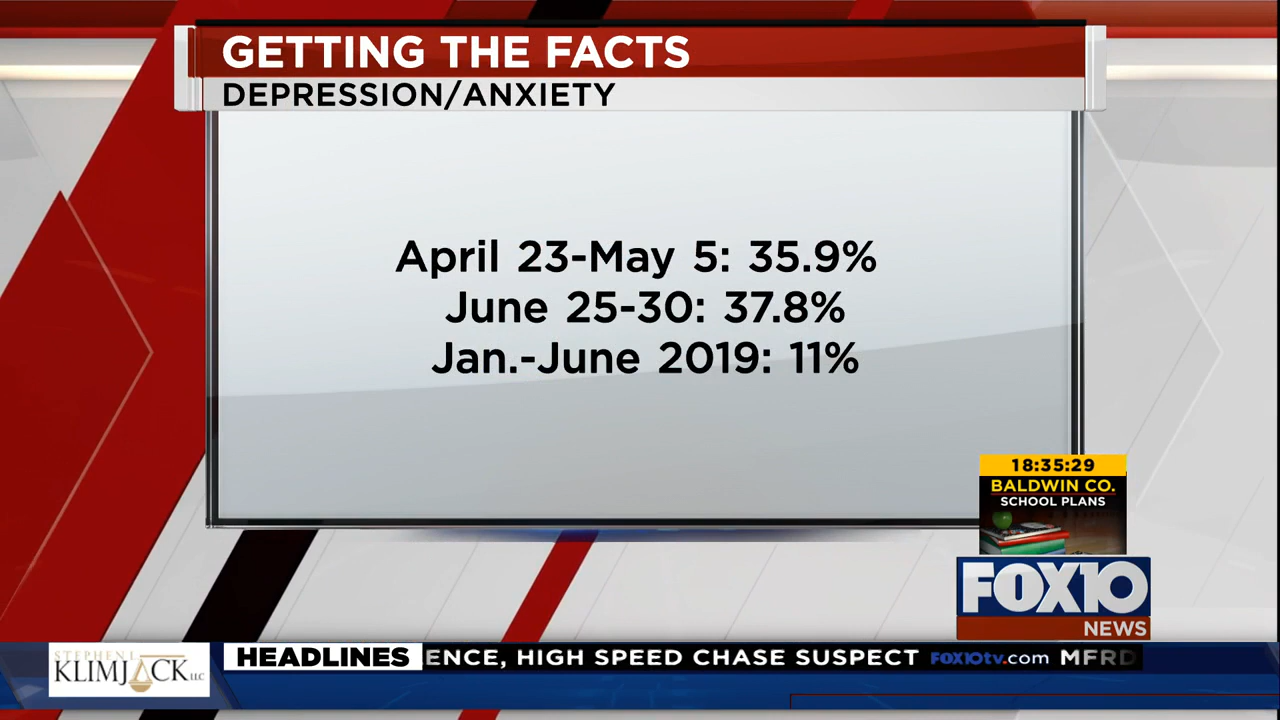 GETTING THE FACTS
DEPRESSION/ANXIETY
April 23-May 5: 35.9%
June 25-30: 37.8%
Jan.-June 2019: 11%
18:35:29
BALDWIN CO.
SCHOOL PLANS
FOX10
NEWS
STEPHEN L
KLIMJACK LLC
HEADLINES ENCE, HIGH SPEED CHASE SUSPECT FOX10tv.com MFRD